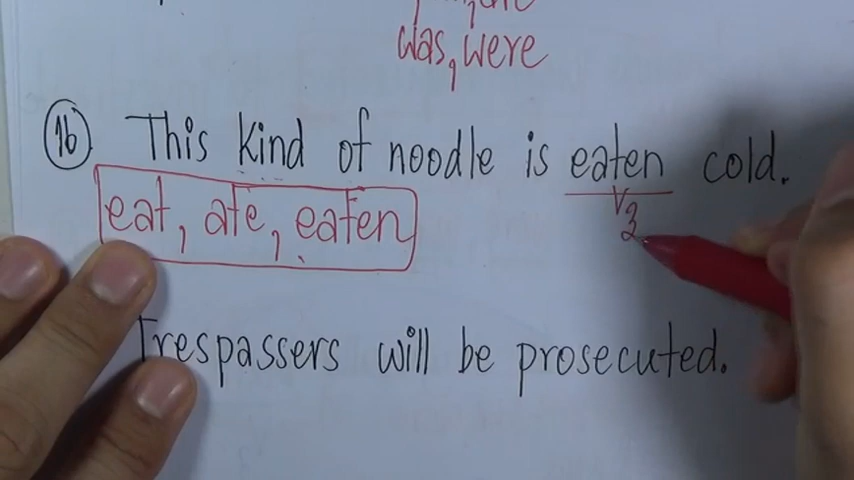 was, were
16 This kind of noodle is eaten cold.
V3
eat, ate, eaten
Trespassers will be prosecuted.